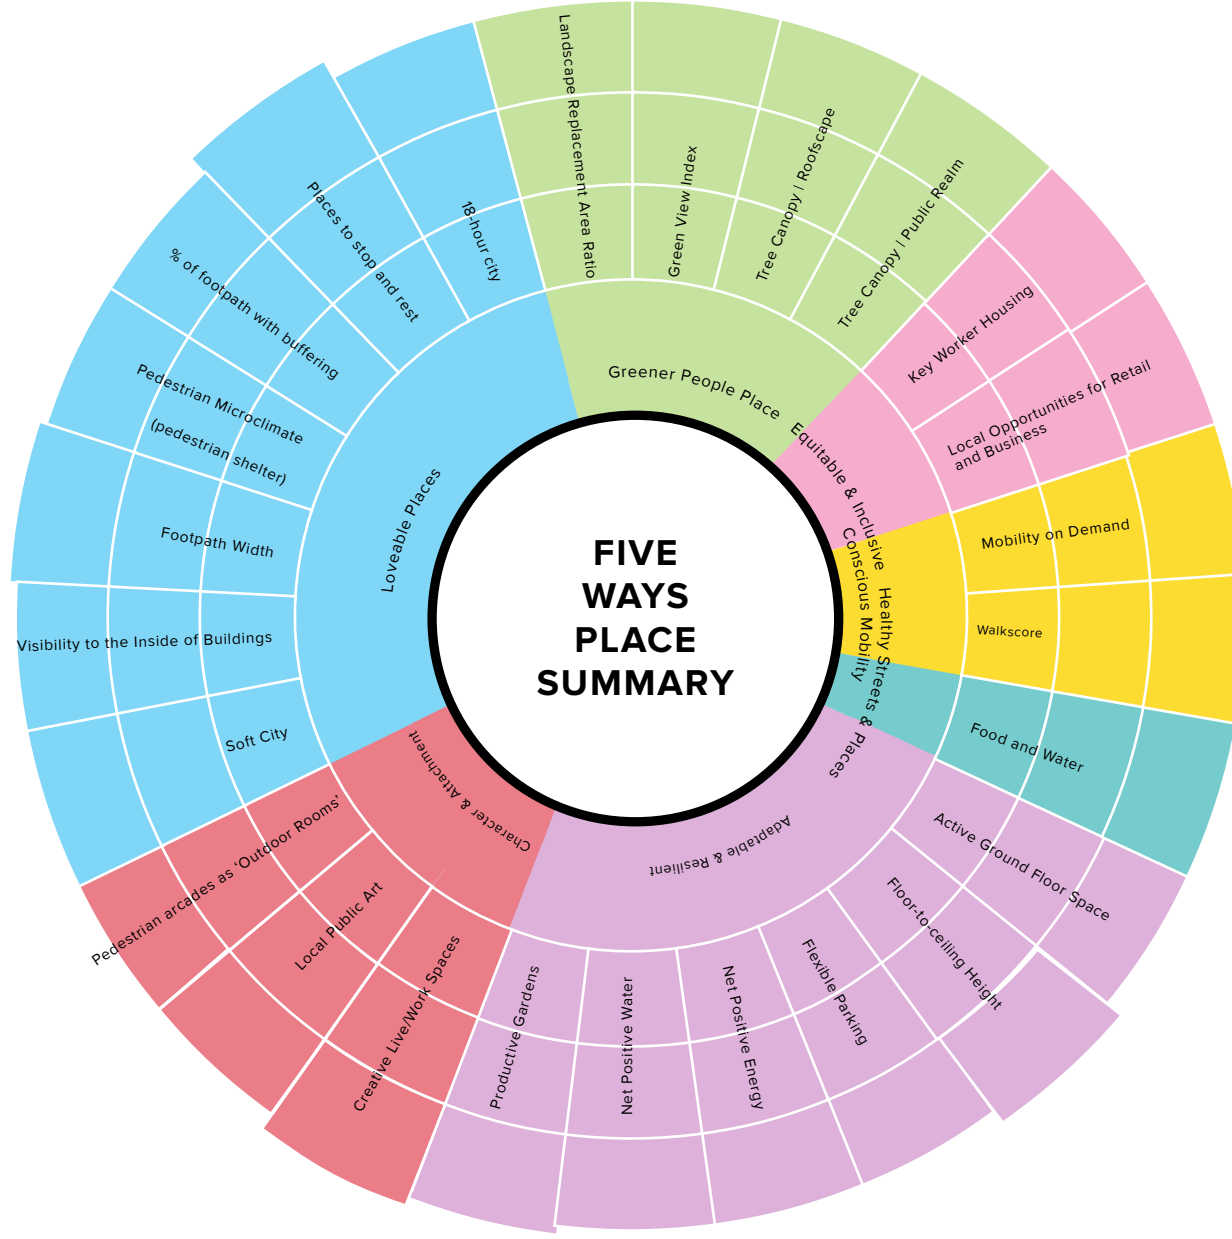 FIVE
WAYS
PLACE
SUMMARY
Greener People Place
Landscape Replacement Area Ratio
Green View Index
Tree Canopy | Roofscape
Tree Canopy | Public Realm
Equitable & Inclusive
Key Worker Housing
Local Opportunities for Retail
and Business
Conscious Mobility
Mobility on Demand
Walkscore
Healthy Streets & Places
Food and Water
Adaptable & Resilient
Active Ground Floor Space
Floor-to-ceiling Height
Flexible Parking
Net Positive Energy
Net Positive Water
Productive Gardens
Character & Attachment
Creative Live/Work Spaces
Local Public Art
Pedestrian arcades as ‘Outdoor Rooms’
Loveable Places
Soft City
Visibility to the Inside of Buildings
Footpath Width
Pedestrian Microclimate
(pedestrian shelter)
% of footpath with buffering
Places to stop and rest
18-hour city